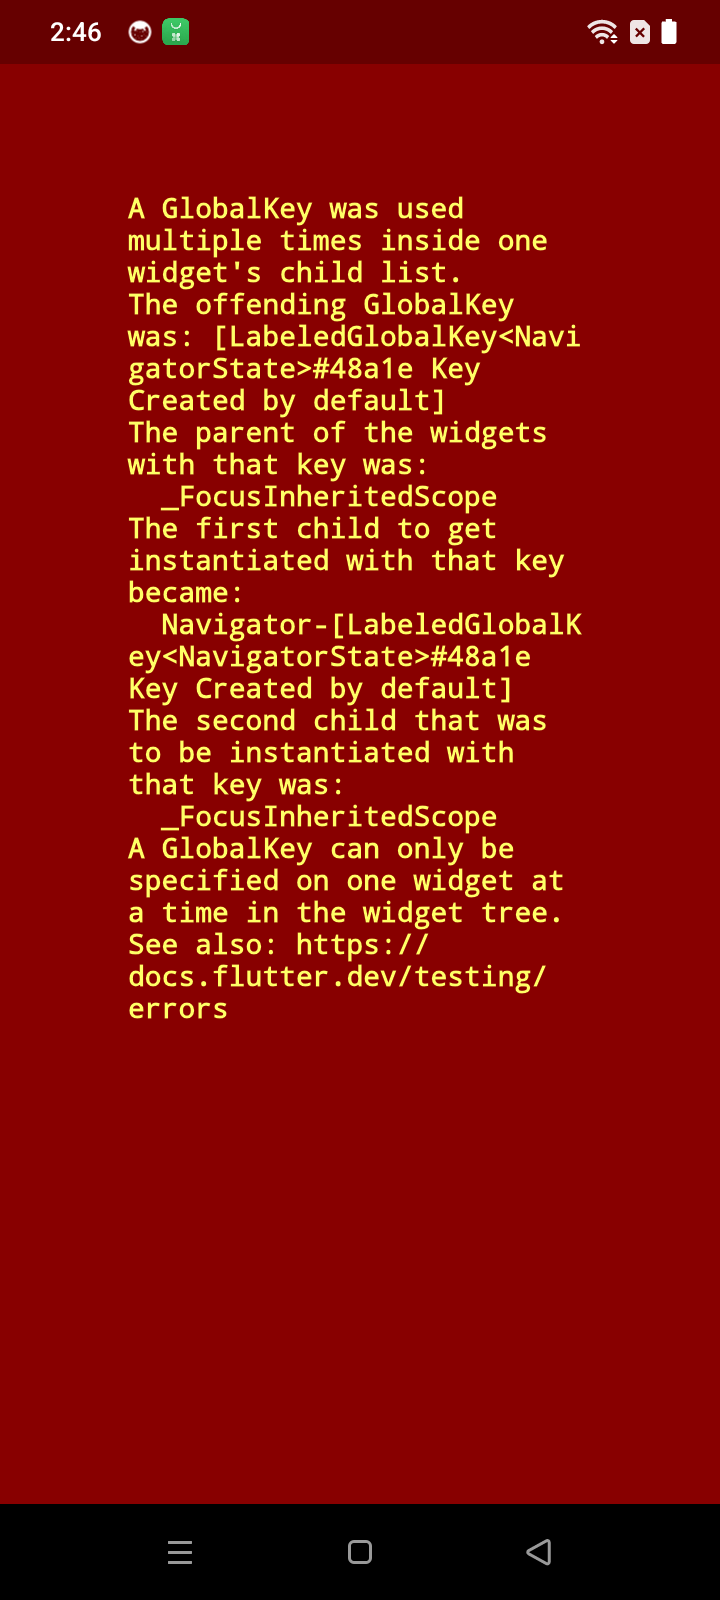 2:46
A GlobalKey was used
multiple times inside one
widget's child list.
The offending GlobalKey
was: [LabeledGlobalKey<Navi
gatorState>#48a1e Key
Created by default]
The parent of the widgets
with that key was:
  _FocusInheritedScope
The first child to get
instantiated with that key
became:
  Navigator-[LabeledGlobalK
ey<NavigatorState>#48a1e
Key Created by default]
The second child that was
to be instantiated with
that key was:
  _FocusInheritedScope
A GlobalKey can only be
specified on one widget at
a time in the widget tree.
See also: https://
docs.flutter.dev/testing/
errors